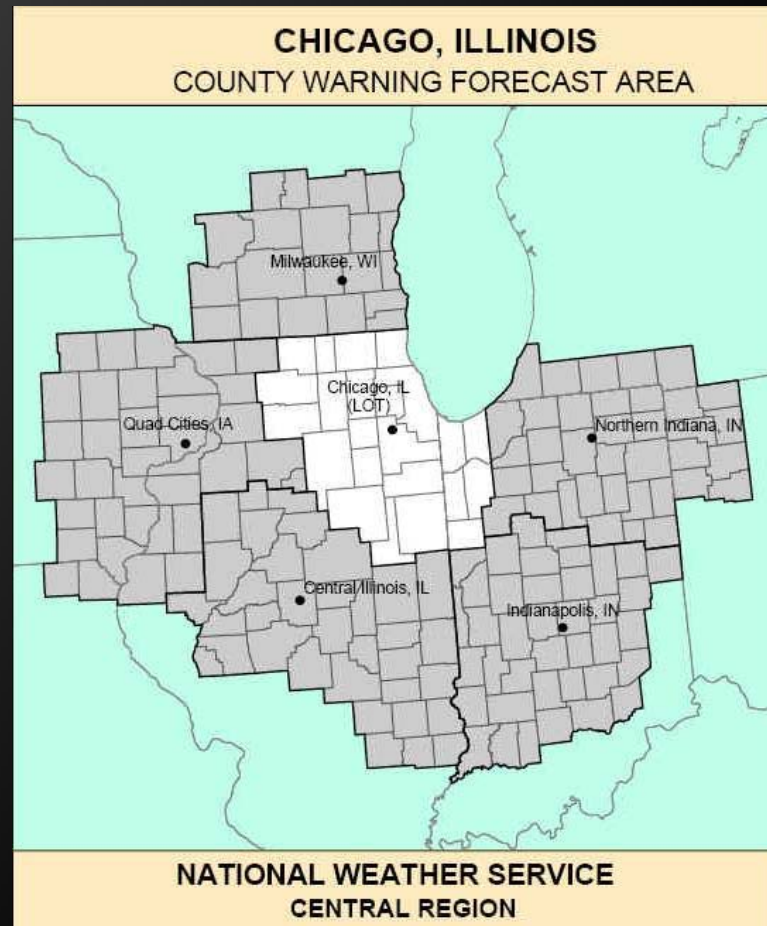 CHICAGO, ILLINOIS
COUNTY WARNING FORECAST AREA
Milwaukee, WI
Chicago, IL
(LOT)
Quad Cities, IA
Northern Indiana, IN
Central Illinois, IL
Indianapolis, IN
NATIONAL WEATHER SERVICE
CENTRAL REGION